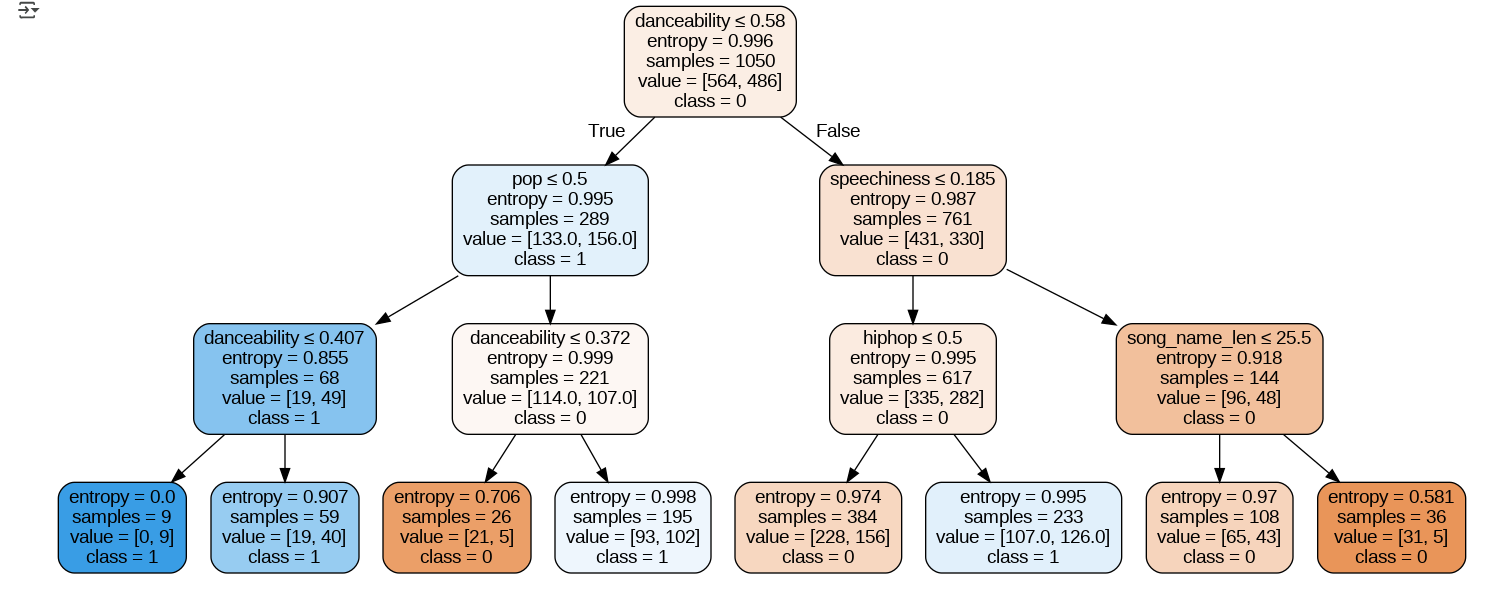 danceability ≤ 0.58
entropy = 0.996
samples = 1050
value = [564, 486]
class = 0
True
False
pop ≤ 0.5
entropy = 0.995
samples = 289
value = [133.0, 156.0]
class = 1
speechiness ≤ 0.185
entropy = 0.987
samples = 761
value = [431, 330]
class = 0
danceability ≤ 0.407
entropy = 0.855
samples = 68
value = [19, 49]
class = 1
danceability ≤ 0.372
entropy = 0.999
samples = 221
value = [114.0, 107.0]
class = 0
hiphop ≤ 0.5
entropy = 0.995
samples = 617
value = [335, 282]
class = 0
song_name_len ≤ 25.5
entropy = 0.918
samples = 144
value = [96, 48]
class = 0
entropy = 0.0
samples = 9
value = [0, 9]
class = 1
entropy = 0.907
samples = 59
value = [19, 40]
class = 1
entropy = 0.706
samples = 26
value = [21, 5]
class = 0
entropy = 0.998
samples = 195
value = [93, 102]
class = 1
entropy = 0.974
samples = 384
value = [228, 156]
class = 0
entropy = 0.995
samples = 233
value = [107.0, 126.0]
class = 1
entropy = 0.97
samples = 108
value = [65, 43]
class = 0
entropy = 0.581
samples = 36
value = [31, 5]
class = 0